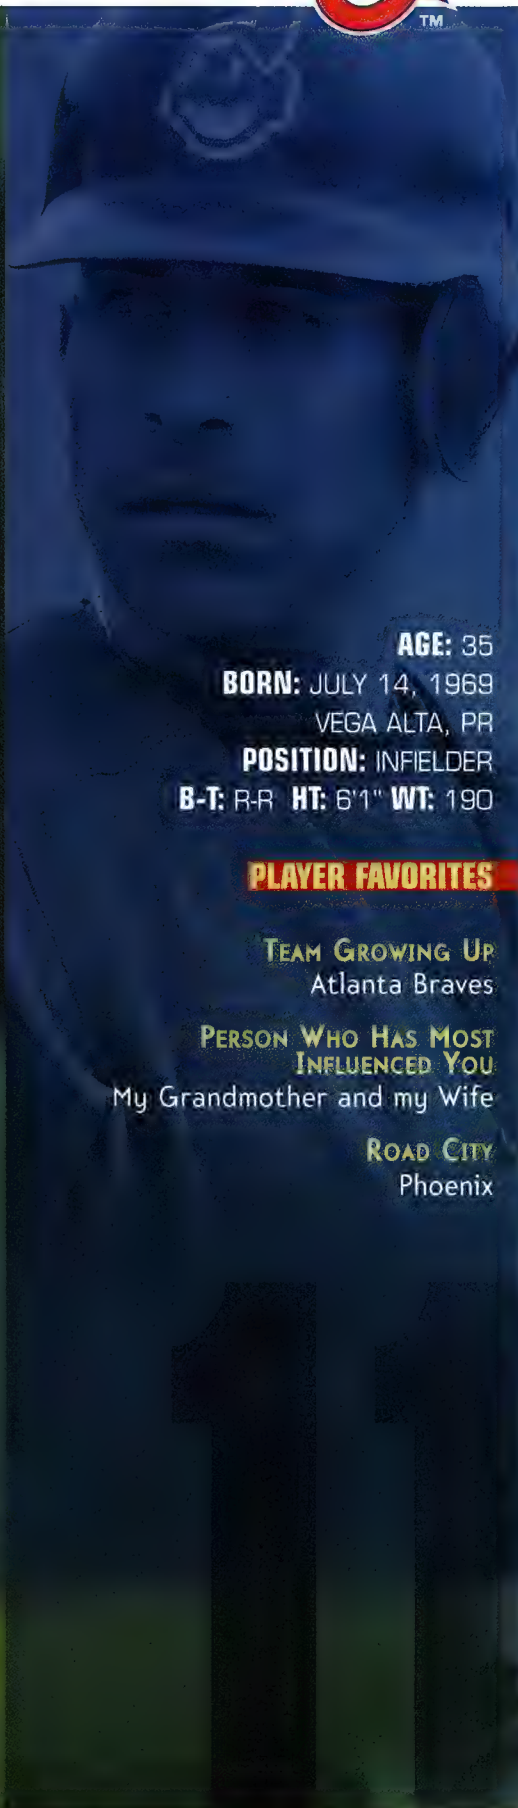 TM
AGE: 35
BORN: JULY 14, 1969
VEGA ALTA, PR
POSITION: INFIELDER
B-T: R-R HT: 6'1" WT: 190
PLAYER FAVORITES
TEAM GROWING UP
Atlanta Braves
PERSON WHO HAS MOST
INFLUENCED YOU
My Grandmother and my Wife
ROAD CITY
Phoenix
11